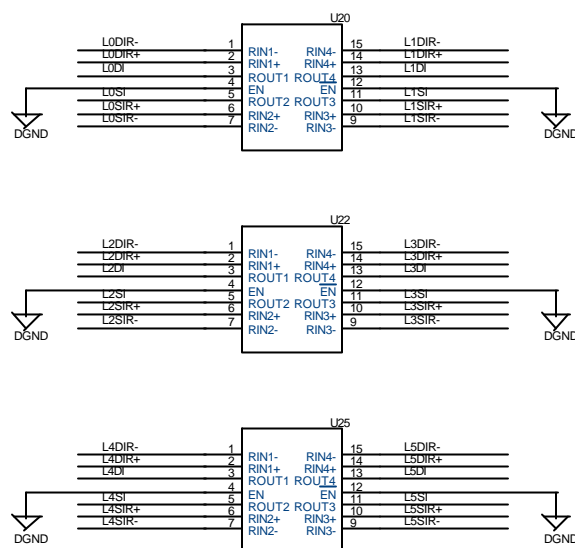 U20
L0DIR- 1 RIN1- RIN4- 15 L1DIR-
L0DIR+ 2 RIN1+ RIN4+ 14 L1DIR+
L0DI 3 ROUT1 ROUT4 13 L1DI
4 EN EN 12
L0SI 5 ROUT2 ROUT3 11 L1SI
L0SIR+ 6 RIN2+ RIN3+ 10 L1SIR+
L0SIR- 7 RIN2- RIN3- 9 L1SIR-
DGND DGND
U22
L2DIR- 1 RIN1- RIN4- 15 L3DIR-
L2DIR+ 2 RIN1+ RIN4+ 14 L3DIR+
L2DI 3 ROUT1 ROUT4 13 L3DI
4 EN EN 12
L2SI 5 ROUT2 ROUT3 11 L3SI
L2SIR+ 6 RIN2+ RIN3+ 10 L3SIR+
L2SIR- 7 RIN2- RIN3- 9 L3SIR-
DGND DGND
U25
L4DIR- 1 RIN1- RIN4- 15 L5DIR-
L4DIR+ 2 RIN1+ RIN4+ 14 L5DIR+
L4DI 3 ROUT1 ROUT4 13 L5DI
4 EN EN 12
L4SI 5 ROUT2 ROUT3 11 L5SI
L4SIR+ 6 RIN2+ RIN3+ 10 L5SIR+
L4SIR- 7 RIN2- RIN3- 9 L5SIR-
DGND DGND